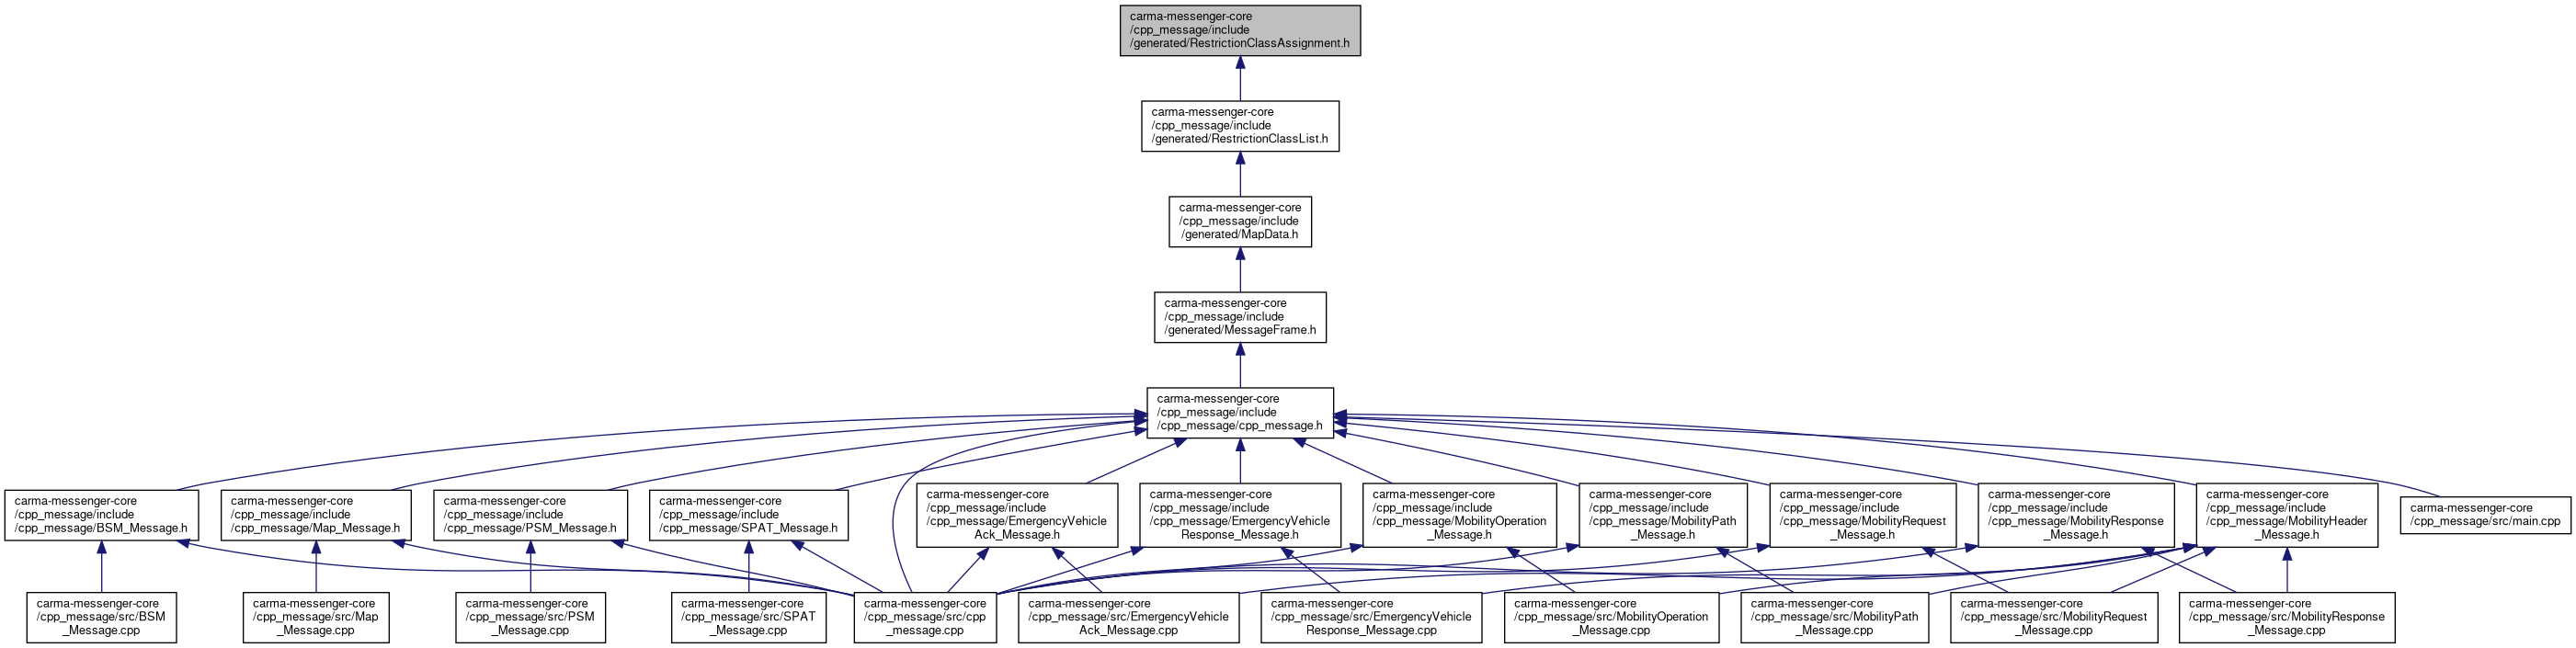 carma-messenger-core
/cpp_message/include
/generated/RestrictionClassAssignment.h
carma-messenger-core
/cpp_message/include
/generated/RestrictionClassList.h
carma-messenger-core
/cpp_message/include
/generated/MapData.h
carma-messenger-core
/cpp_message/include
/generated/MessageFrame.h
carma-messenger-core
/cpp_message/include
/cpp_message/cpp_message.h
carma-messenger-core
/cpp_message/include
/cpp_message/BSM_Message.h
carma-messenger-core
/cpp_message/include
/cpp_message/Map_Message.h
carma-messenger-core
/cpp_message/include
/cpp_message/PSM_Message.h
carma-messenger-core
/cpp_message/include
/cpp_message/SPAT_Message.h
carma-messenger-core
/cpp_message/include
/cpp_message/EmergencyVehicle
Ack_Message.h
carma-messenger-core
/cpp_message/include
/cpp_message/EmergencyVehicle
Response_Message.h
carma-messenger-core
/cpp_message/include
/cpp_message/MobilityOperation
_Message.h
carma-messenger-core
/cpp_message/include
/cpp_message/MobilityPath
_Message.h
carma-messenger-core
/cpp_message/include
/cpp_message/MobilityRequest
_Message.h
carma-messenger-core
/cpp_message/include
/cpp_message/MobilityResponse
_Message.h
carma-messenger-core
/cpp_message/include
/cpp_message/MobilityHeader
_Message.h
carma-messenger-core
/cpp_message/src/main.cpp
carma-messenger-core
/cpp_message/src/BSM
_Message.cpp
carma-messenger-core
/cpp_message/src/Map
_Message.cpp
carma-messenger-core
/cpp_message/src/PSM
_Message.cpp
carma-messenger-core
/cpp_message/src/SPAT
_Message.cpp
carma-messenger-core
/cpp_message/src/cpp
_message.cpp
carma-messenger-core
/cpp_message/src/EmergencyVehicle
Ack_Message.cpp
carma-messenger-core
/cpp_message/src/EmergencyVehicle
Response_Message.cpp
carma-messenger-core
/cpp_message/src/MobilityOperation
_Message.cpp
carma-messenger-core
/cpp_message/src/MobilityPath
_Message.cpp
carma-messenger-core
/cpp_message/src/MobilityRequest
_Message.cpp
carma-messenger-core
/cpp_message/src/MobilityResponse
_Message.cpp